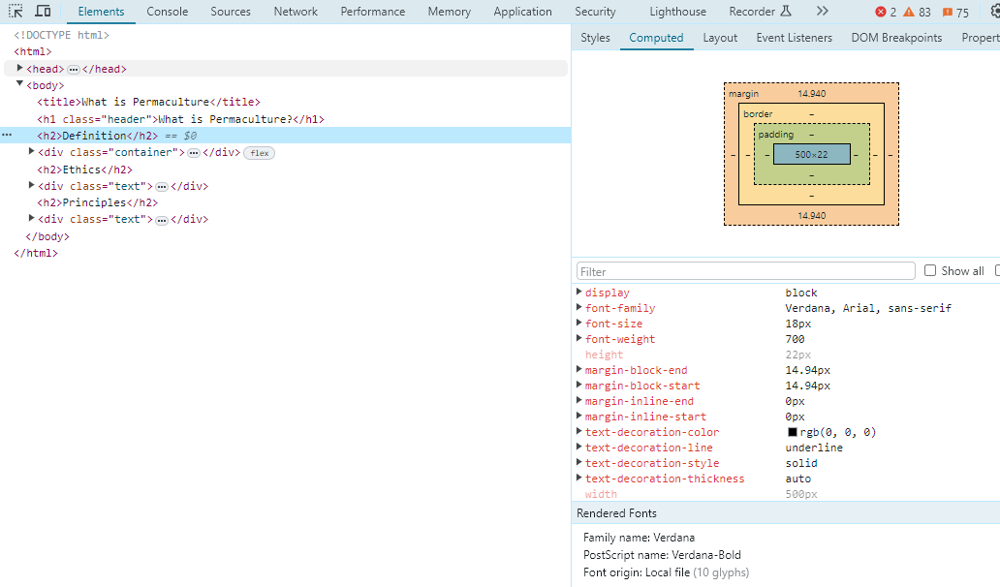 Elements Console Sources Network Performance Memory Application Security Lighthouse Recorder 2 83 75
<!DOCTYPE html>
<html>
<head> ••• </head>
<body>
<title>What is Permaculture</title>
<h1 class="header">What is Permaculture?</h1>
••• <h2>Definition</h2> == $0
<div class="container"> ••• </div> flex
<h2>Ethics</h2>
<div class="text"> ••• </div>
<h2>Principles</h2>
<div class="text"> ••• </div>
</body>
</html>
Styles Computed Layout Event Listeners DOM Breakpoints Propert
margin 14.940
border –
padding –
– – – 500×22 – – –
–
–
14.940
Filter Show all
display block
font-family Verdana, Arial, sans-serif
font-size 18px
font-weight 700
height 22px
margin-block-end 14.94px
margin-block-start 14.94px
margin-inline-end 0px
margin-inline-start 0px
text-decoration-color rgb(0, 0, 0)
text-decoration-line underline
text-decoration-style solid
text-decoration-thickness auto
width 500px
Rendered Fonts
Family name: Verdana
PostScript name: Verdana-Bold
Font origin: Local file (10 glyphs)